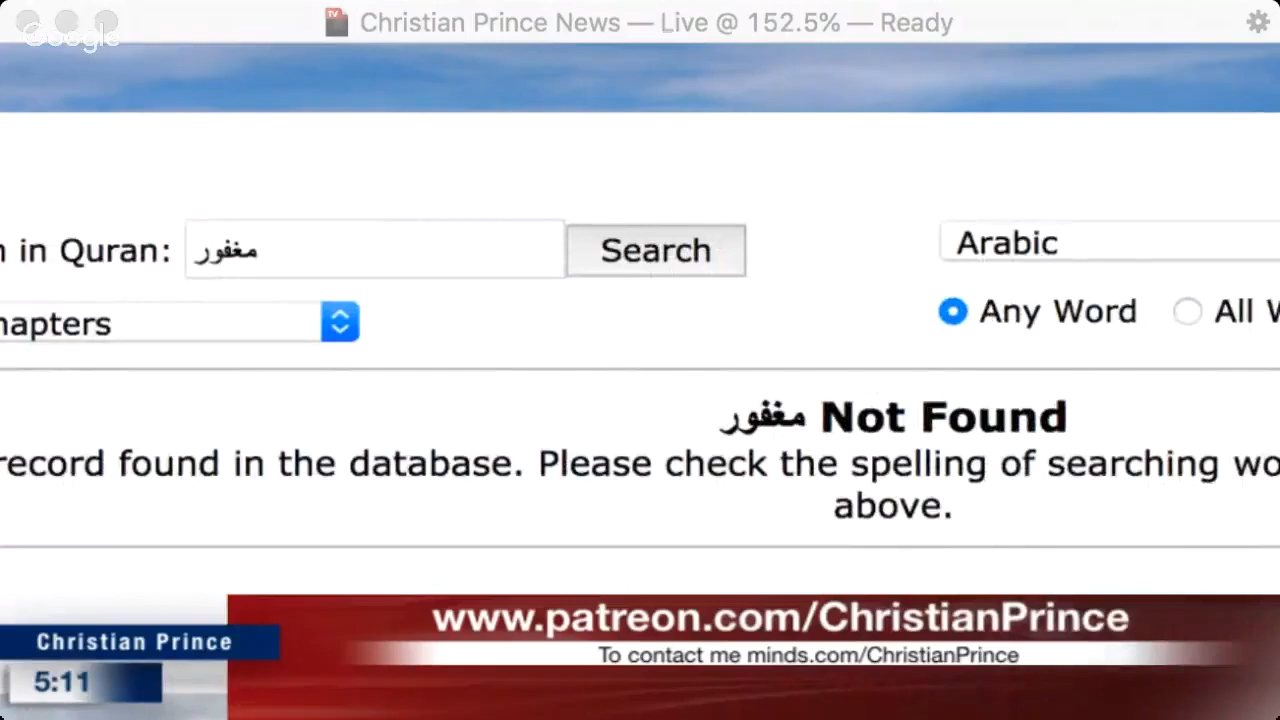 Christian Prince News — Live @ 152.5% — Ready
Google
n in Quran: مغفور Search Arabic
hapters Any Word All W
مغفور Not Found
record found in the database. Please check the spelling of searching wo
above.
www.patreon.com/ChristianPrince
Christian Prince
To contact me minds.com/ChristianPrince
5:11